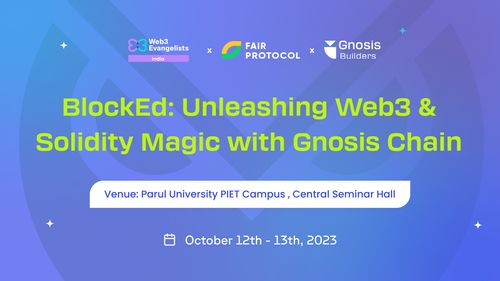 Web3
Evangelists
India
x
FAIR
PROTOCOL
x
Gnosis
Builders
BlockEd: Unleashing Web3 &
Solidity Magic with Gnosis Chain
Venue: Parul University PIET Campus , Central Seminar Hall
October 12th - 13th, 2023